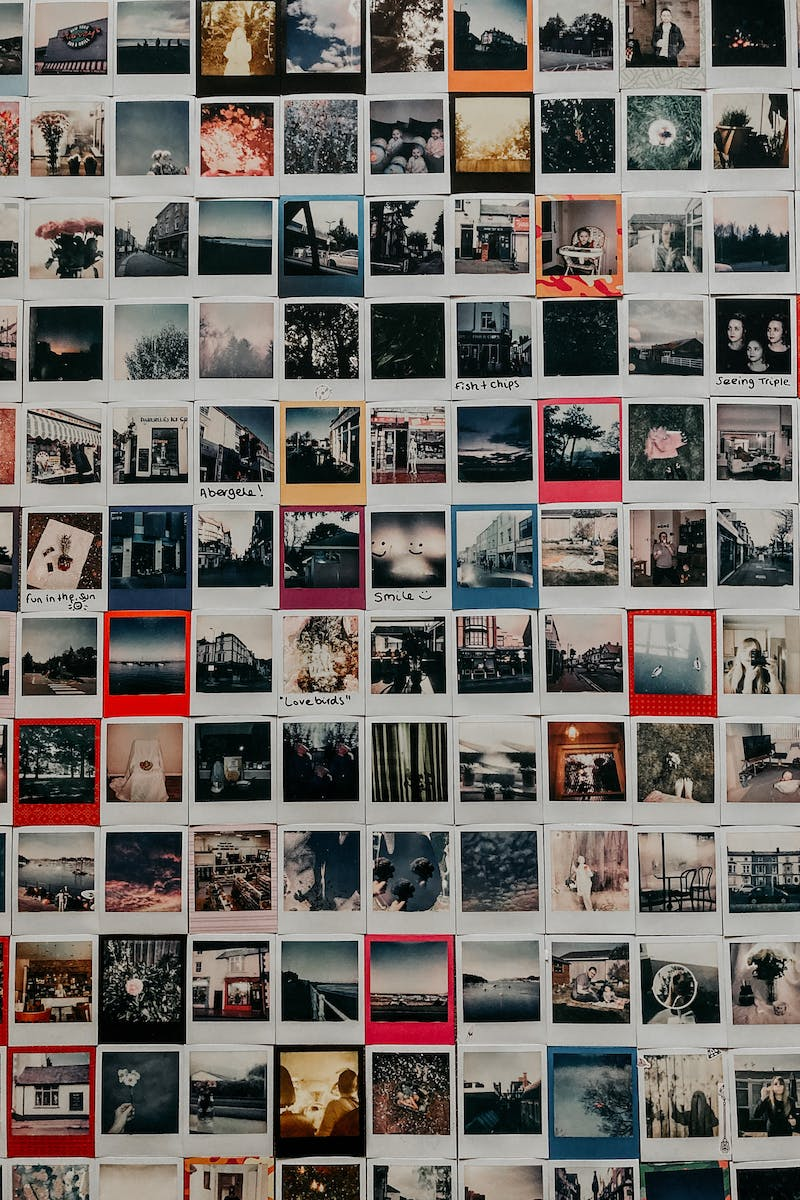 Fish + Chips
Seeing Triple
Abergele!
fun in the sun
Smile
"Lovebirds"